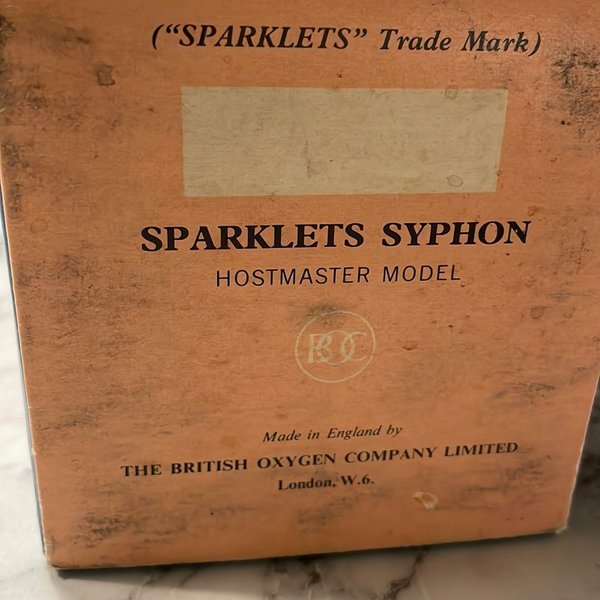 ("SPARKLETS" Trade Mark)
SPARKLETS SYPHON
HOSTMASTER MODEL
BOC
Made in England by
THE BRITISH OXYGEN COMPANY LIMITED
London, W.6.